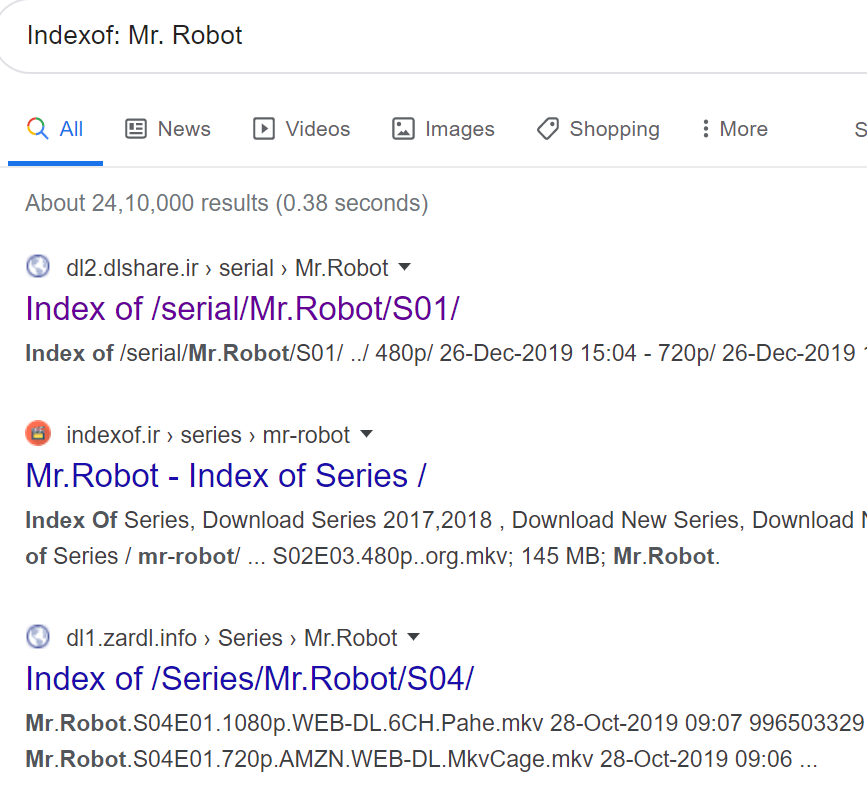 Indexof: Mr. Robot
All News Videos Images Shopping More S
About 24,10,000 results (0.38 seconds)
dl2.dlshare.ir › serial › Mr.Robot
Index of /serial/Mr.Robot/S01/
Index of /serial/Mr.Robot/S01/ ../ 480p/ 26-Dec-2019 15:04 - 720p/ 26-Dec-2019
indexof.ir › series › mr-robot
Mr.Robot - Index of Series /
Index Of Series, Download Series 2017,2018 , Download New Series, Download
of Series / mr-robot/ ... S02E03.480p..org.mkv; 145 MB; Mr.Robot.
dl1.zardl.info › Series › Mr.Robot
Index of /Series/Mr.Robot/S04/
Mr.Robot.S04E01.1080p.WEB-DL.6CH.Pahe.mkv 28-Oct-2019 09:07 996503329
Mr.Robot.S04E01.720p.AMZN.WEB-DL.MkvCage.mkv 28-Oct-2019 09:06 ...